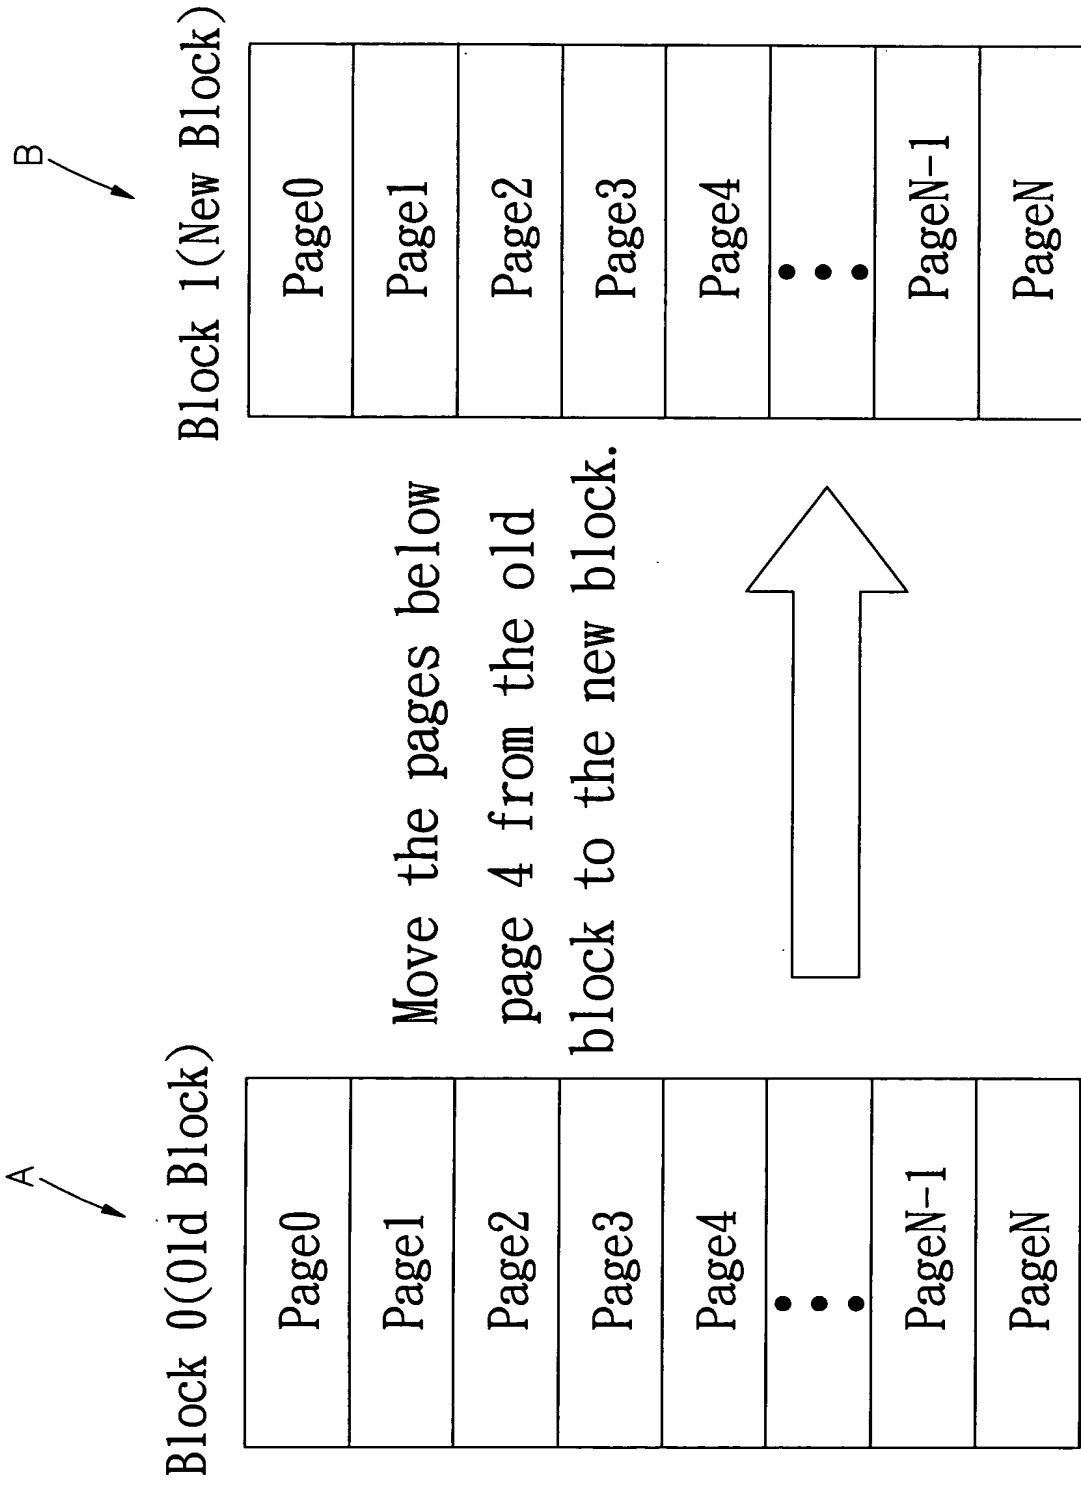 A
Block 0(Old Block)
Page0
Page1
Page2
Page3
Page4
PageN-1
PageN
Move the pages below
page 4 from the old
block to the new block.
B
Block 1(New Block)
Page0
Page1
Page2
Page3
Page4
PageN-1
PageN